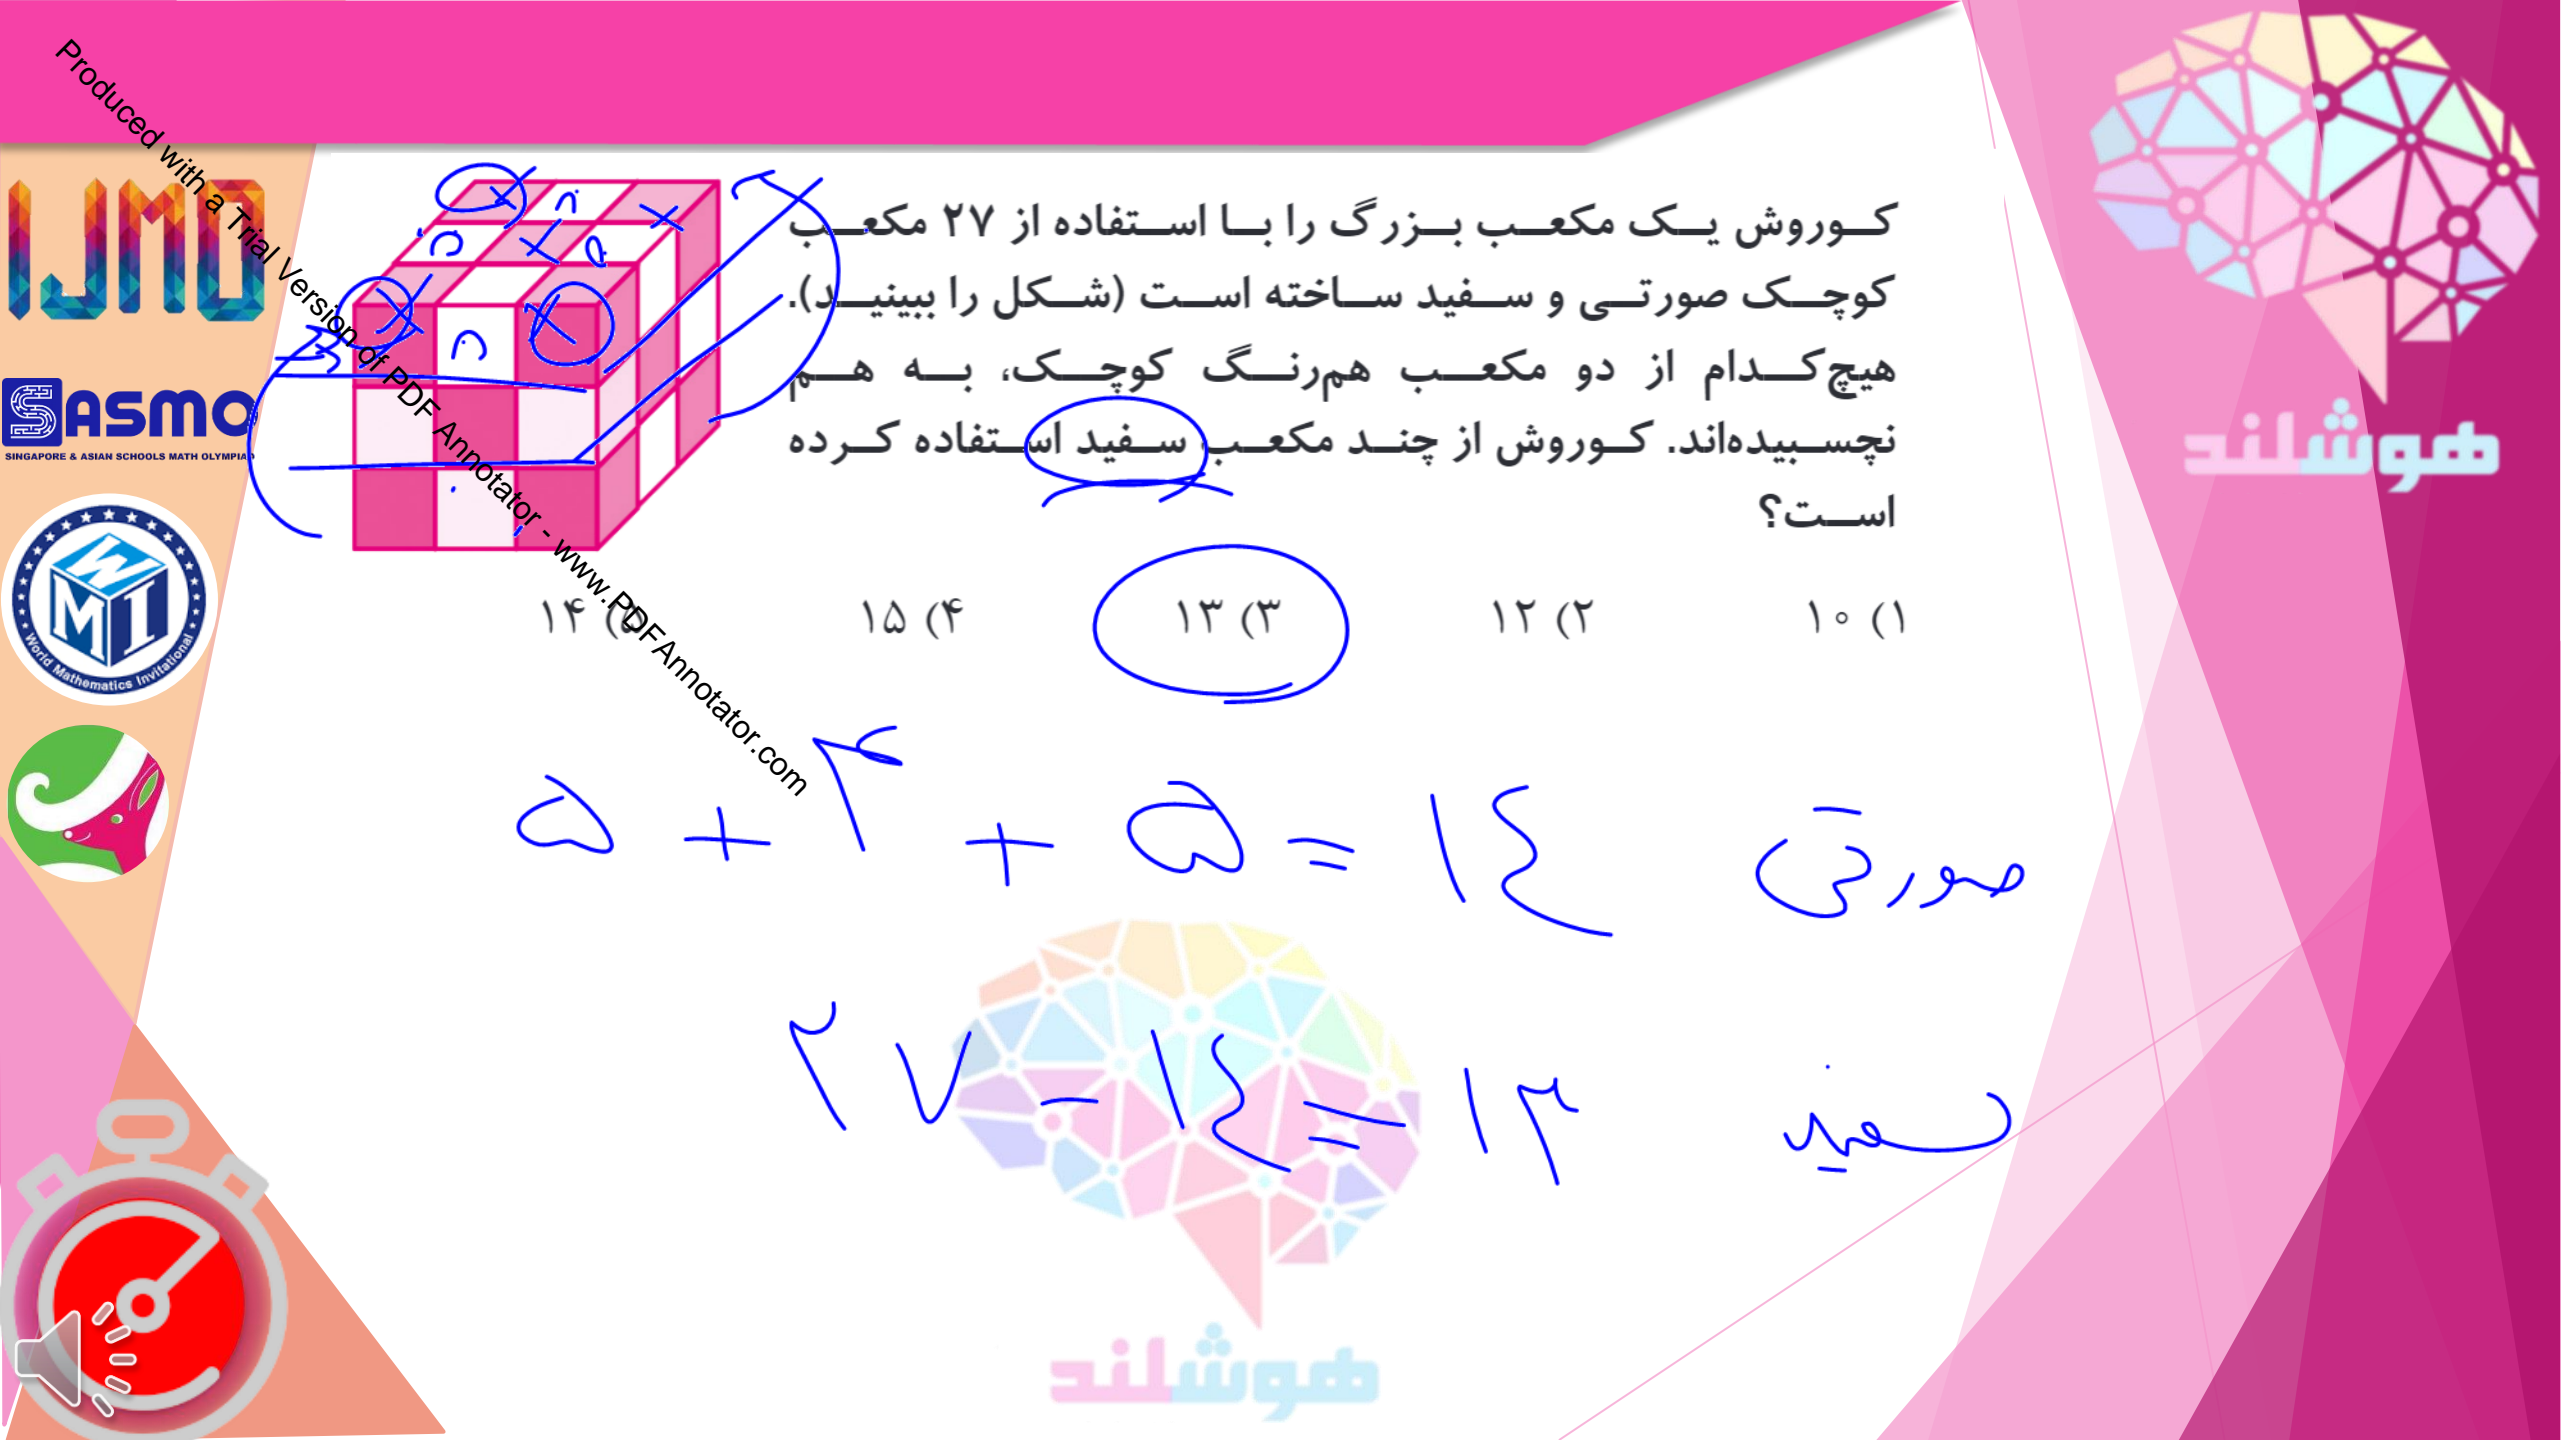 Produced with a Trial Version of PDF Annotator - www.PDFAnnotator.com
IJMO
SASMO
SINGAPORE & ASIAN SCHOOLS MATH OLYMPIAD
WMI
World Mathematics Invitational
هوشلند
کوروش یک مکعب بزرگ را با استفاده از ۲۷ مکعب
کوچک صورتی و سفید ساخته است (شکل را ببینید).
هیچ‌کدام از دو مکعب هم‌رنگ کوچک، به هم
نچسبیده‌اند. کوروش از چند مکعب سفید استفاده کرده
است؟
۱) ۱۰
۲) ۱۲
۳) ۱۳
۴) ۱۵
۵) ۱۴
۵ + ۴ + ۵ = ۱۴ صورتی
۲۷ - ۱۴ = ۱۳ سفید
هوشلند